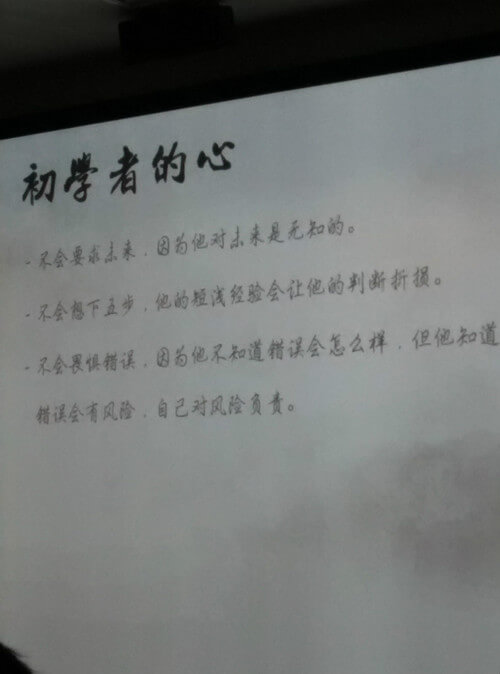 初學者的心
-不会要求未来，因为他对未来是无知的。
-不会想下五步，他的短浅经验会让他的判断折损。
-不会畏惧错误，因为他不知道错误会怎么样，但他知道
错误会有风险，自己对风险负责。